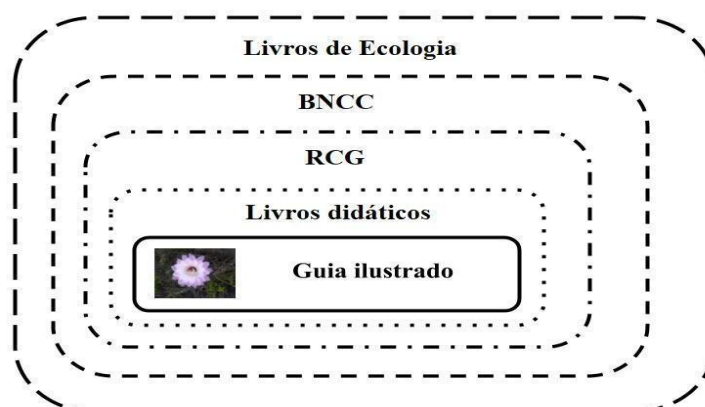 Livros de Ecologia
BNCC
RCG
Livros didáticos
Guia ilustrado